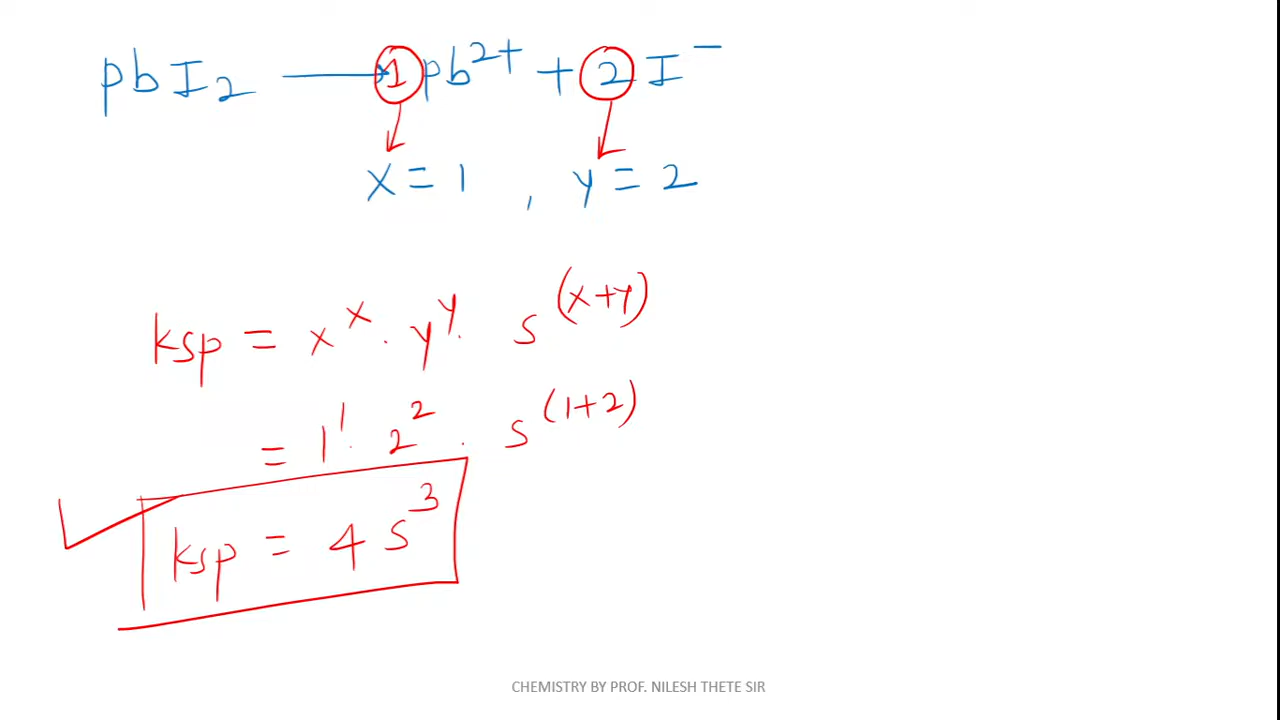 pbI₂ → 1 pb²⁺ + 2 I⁻
x = 1 , y = 2
ksp = x^x . y^y . s^(x+y)
= 1^1 . 2^2 . s^(1+2)
ksp = 4 s^3
CHEMISTRY BY PROF. NILESH THETE SIR